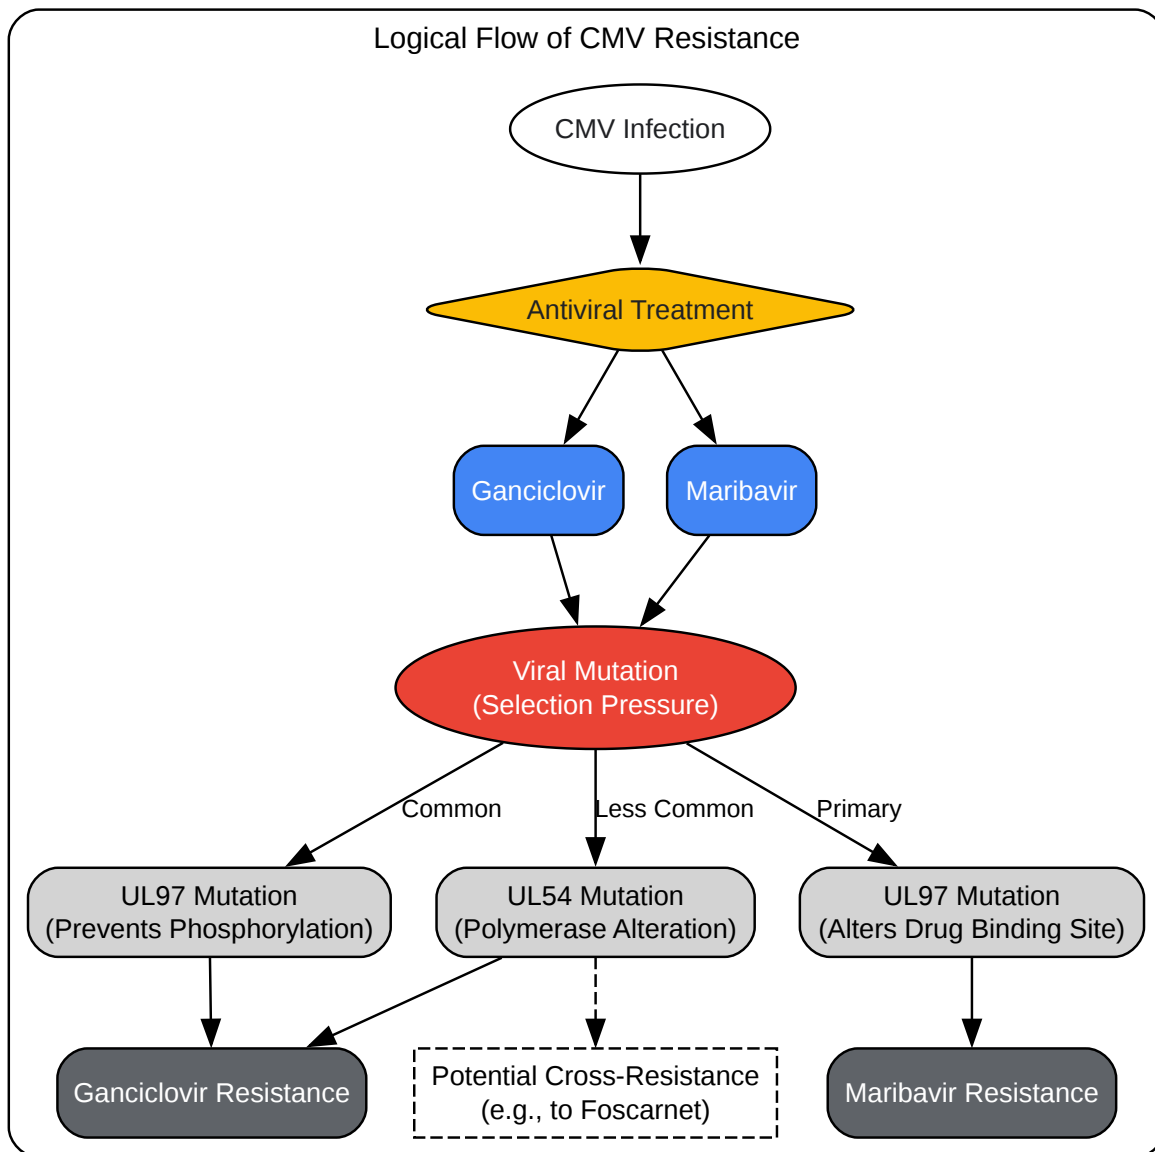 Logical Flow of CMV Resistance
CMV Infection
Antiviral Treatment
Ganciclovir
Maribavir
Viral Mutation
(Selection Pressure)
Common
Less Common
Primary
UL97 Mutation
(Prevents Phosphorylation)
UL54 Mutation
(Polymerase Alteration)
UL97 Mutation
(Alters Drug Binding Site)
Ganciclovir Resistance
Potential Cross-Resistance
(e.g., to Foscarnet)
Maribavir Resistance